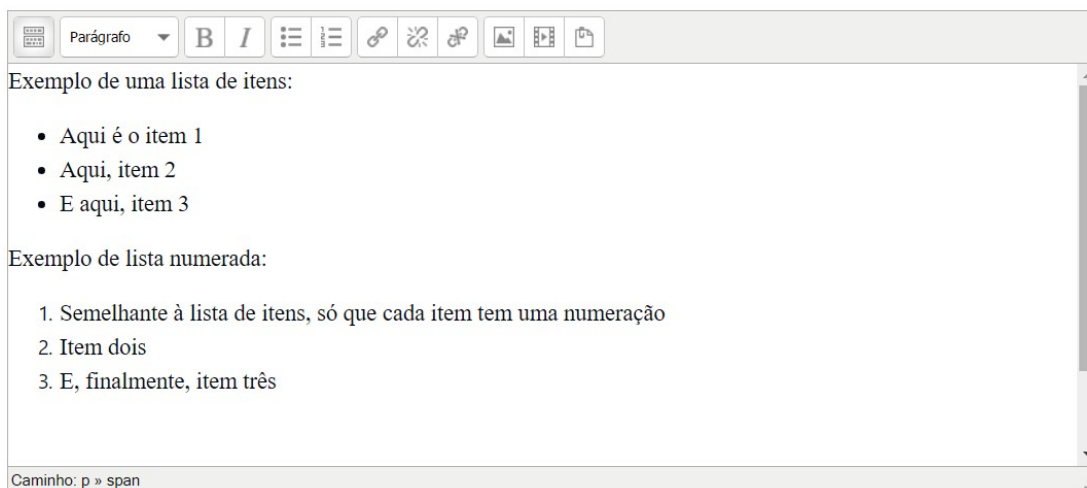 Parágrafo
B I
Exemplo de uma lista de itens:
• Aqui é o item 1
• Aqui, item 2
• E aqui, item 3
Exemplo de lista numerada:
1. Semelhante à lista de itens, só que cada item tem uma numeração
2. Item dois
3. E, finalmente, item três
Caminho: p » span